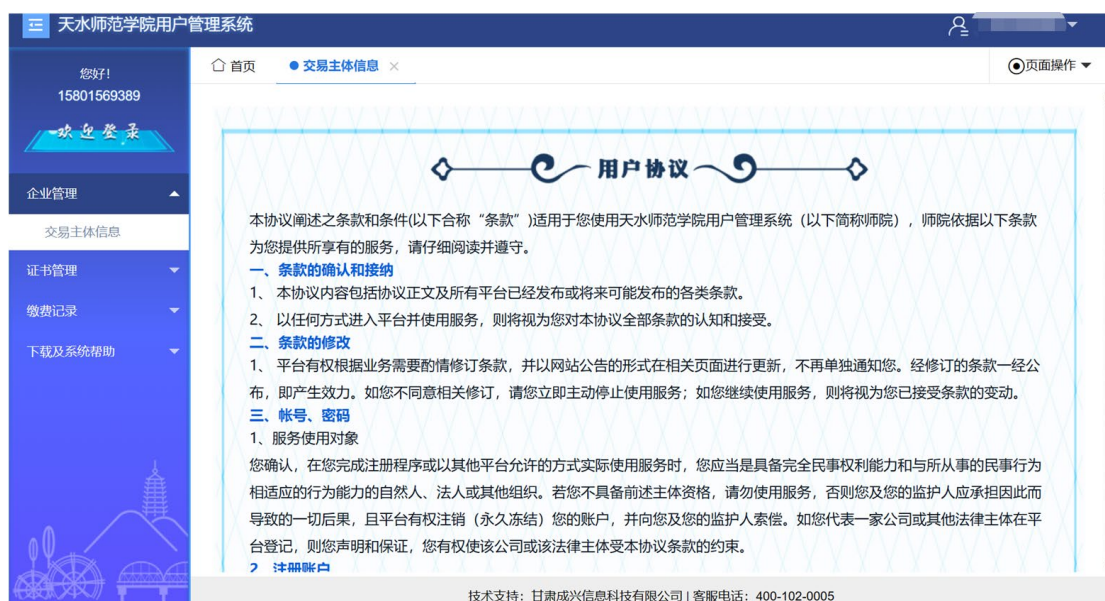 天水师范学院用户管理系统
您好!
15801569389
欢迎登录
企业管理
交易主体信息
证书管理
缴费记录
下载及系统帮助
首页
交易主体信息
页面操作
用户协议
本协议阐述之条款和条件(以下合称“条款”)适用于您使用天水师范学院用户管理系统（以下简称师院），师院依据以下条款
为您提供所享有的服务，请仔细阅读并遵守。
一、条款的确认和接纳
1、 本协议内容包括协议正文及所有平台已经发布或将来可能发布的各类条款。
2、 以任何方式进入平台并使用服务，则将视为您对本协议全部条款的认知和接受。
二、条款的修改
1、 平台有权根据业务需要酌情修订条款，并以网站公告的形式在相关页面进行更新，不再单独通知您。经修订的条款一经公
布，即产生效力。如您不同意相关修订，请您立即主动停止使用服务；如您继续使用服务，则将视为您已接受条款的变动。
三、帐号、密码
1、服务使用对象
您确认，在您完成注册程序或以其他平台允许的方式实际使用服务时，您应当是具备完全民事权利能力和与所从事的民事行为
相适应的行为能力的自然人、法人或其他组织。若您不具备前述主体资格，请勿使用服务，否则您及您的监护人应承担因此而
导致的一切后果，且平台有权注销（永久冻结）您的账户，并向您及您的监护人索偿。如您代表一家公司或其他法律主体在平
台登记，则您声明和保证，您有权使该公司或该法律主体受本协议条款的约束。
2、注册账户
技术支持：甘肃成兴信息科技有限公司 | 客服电话：400-102-0005